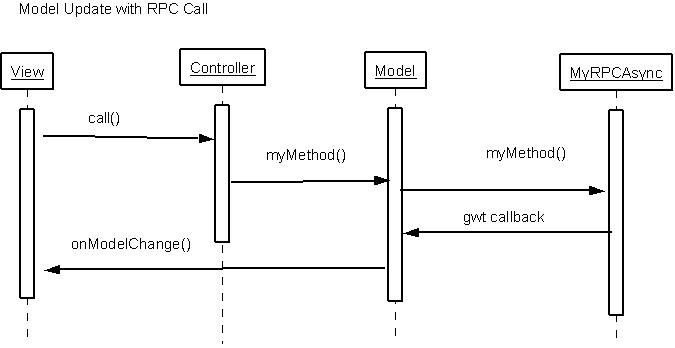 Model Update with RPC Call
View
Controller
Model
MyRPCAsync
call()
myMethod()
myMethod()
gwt callback
onModelChange()